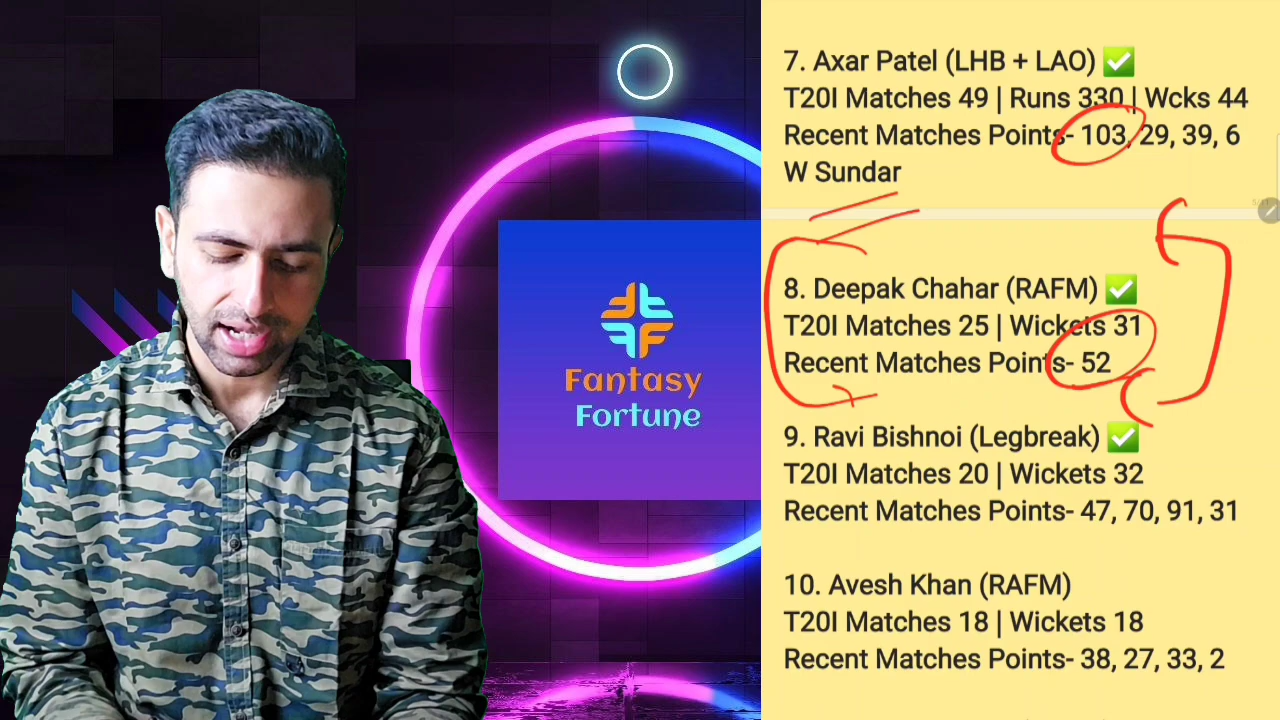 7. Axar Patel (LHB + LAO) ✅
T20I Matches 49 | Runs 330 | Wcks 44
Recent Matches Points- 103, 29, 39, 6
W Sundar
8. Deepak Chahar (RAFM) ✅
T20I Matches 25 | Wickets 31
Recent Matches Points- 52
9. Ravi Bishnoi (Legbreak) ✅
T20I Matches 20 | Wickets 32
Recent Matches Points- 47, 70, 91, 31
10. Avesh Khan (RAFM)
T20I Matches 18 | Wickets 18
Recent Matches Points- 38, 27, 33, 2
Fantasy
Fortune